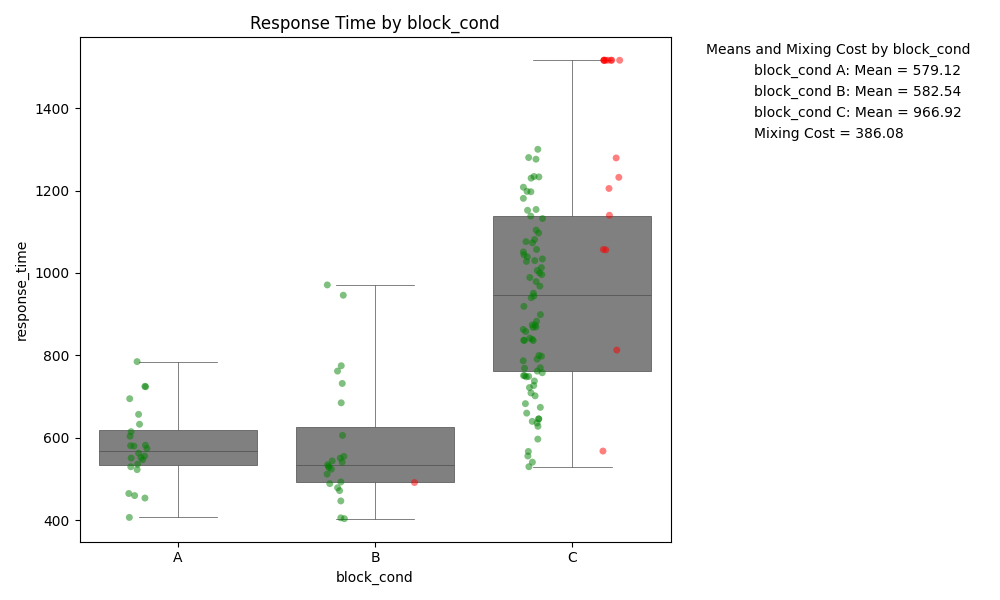 Response Time by block_cond
Means and Mixing Cost by block_cond
block_cond A: Mean = 579.12
block_cond B: Mean = 582.54
block_cond C: Mean = 966.92
Mixing Cost = 386.08
response_time
1400
1200
1000
800
600
400
A
B
C
block_cond